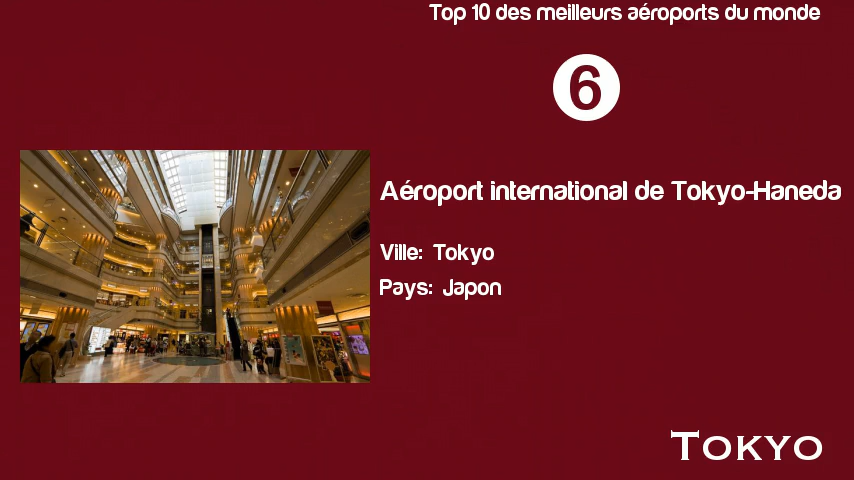 Top 10 des meilleurs aéroports du monde
6
Aéroport international de Tokyo-Haneda
Ville: Tokyo
Pays: Japon
Tokyo